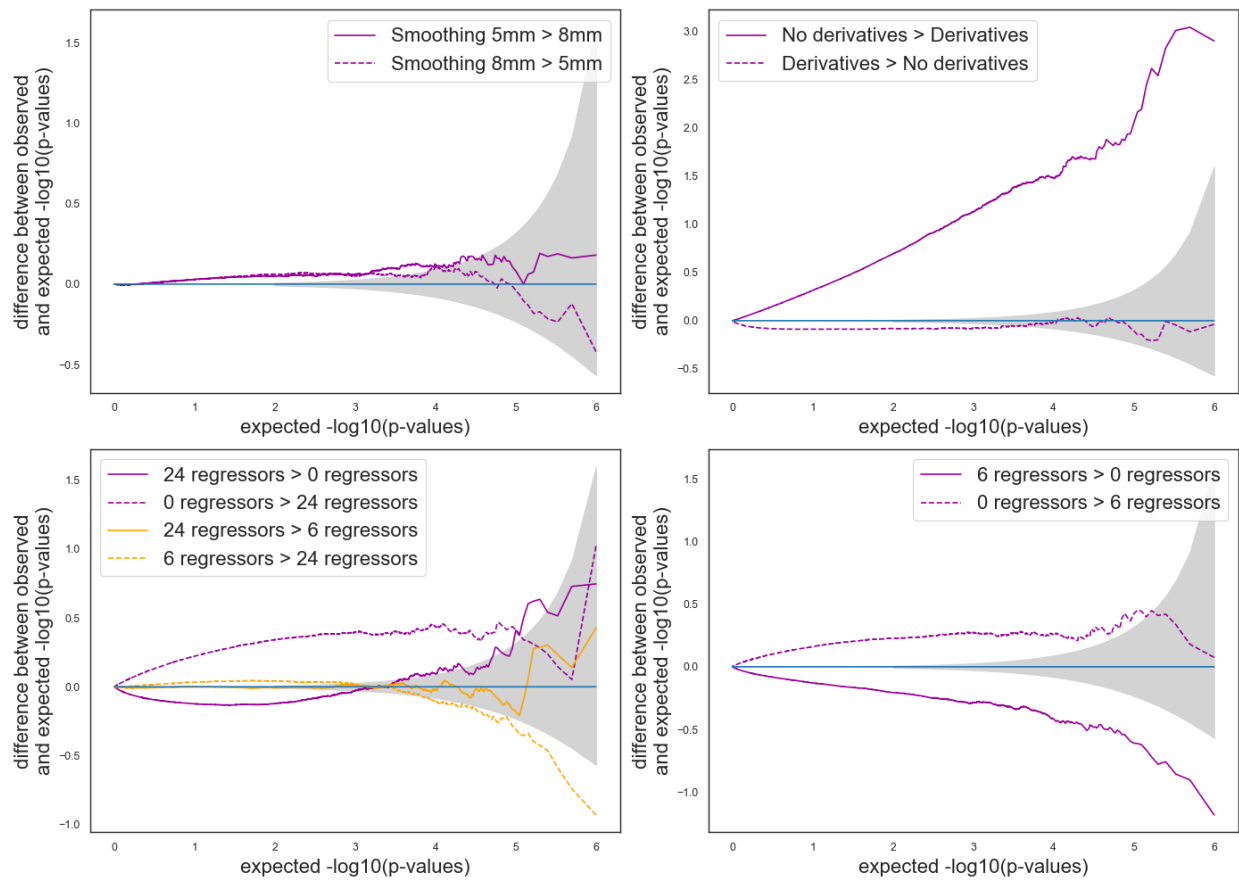 difference between observed
and expected -log10(p-values)
1.5
1.0
0.5
0.0
−0.5
Smoothing 5mm > 8mm
Smoothing 8mm > 5mm
0 1 2 3 4 5 6
expected -log10(p-values)
difference between observed
and expected -log10(p-values)
3.0
2.5
2.0
1.5
1.0
0.5
0.0
−0.5
No derivatives > Derivatives
Derivatives > No derivatives
0 1 2 3 4 5 6
expected -log10(p-values)
difference between observed
and expected -log10(p-values)
1.5
1.0
0.5
0.0
−0.5
−1.0
24 regressors > 0 regressors
0 regressors > 24 regressors
24 regressors > 6 regressors
6 regressors > 24 regressors
0 1 2 3 4 5 6
expected -log10(p-values)
difference between observed
and expected -log10(p-values)
1.5
1.0
0.5
0.0
−0.5
−1.0
6 regressors > 0 regressors
0 regressors > 6 regressors
0 1 2 3 4 5 6
expected -log10(p-values)